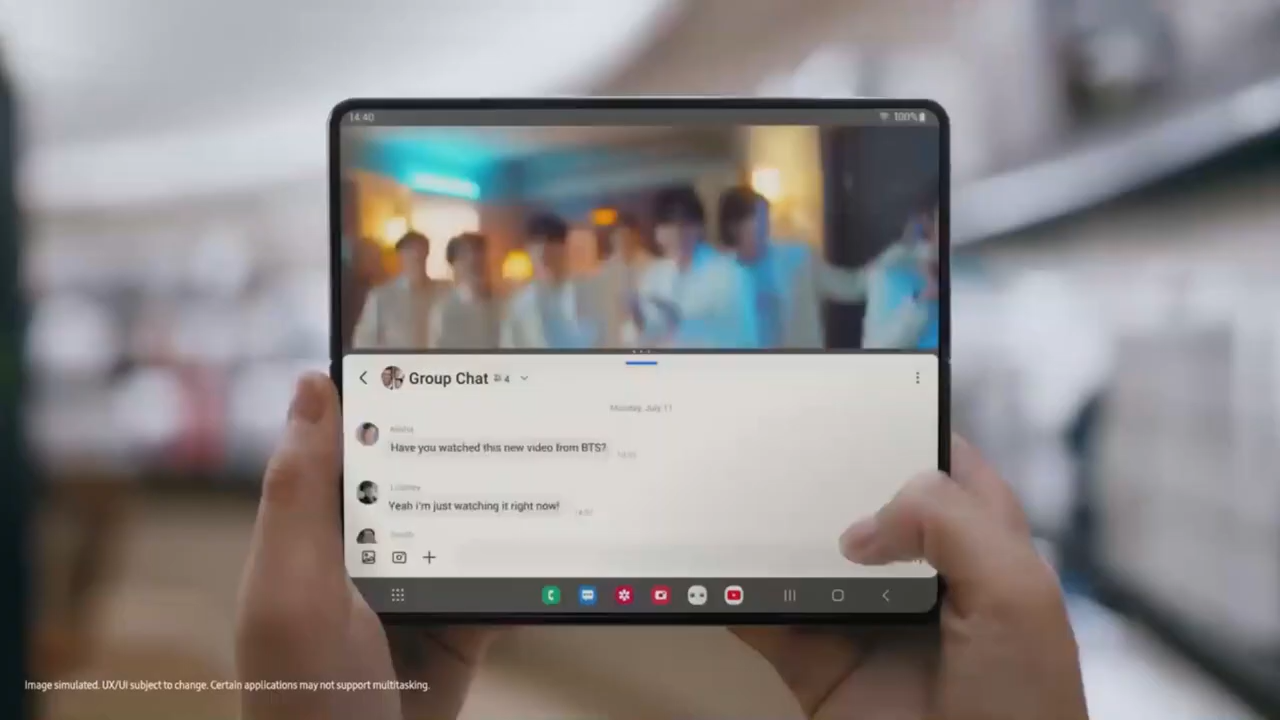 14:40
100%
Group Chat 4
Monday, July 11
Have you watched this new video from BTS?
Yeah i'm just watching it right now!
Image simulated. UX/UI subject to change. Certain applications may not support multitasking.